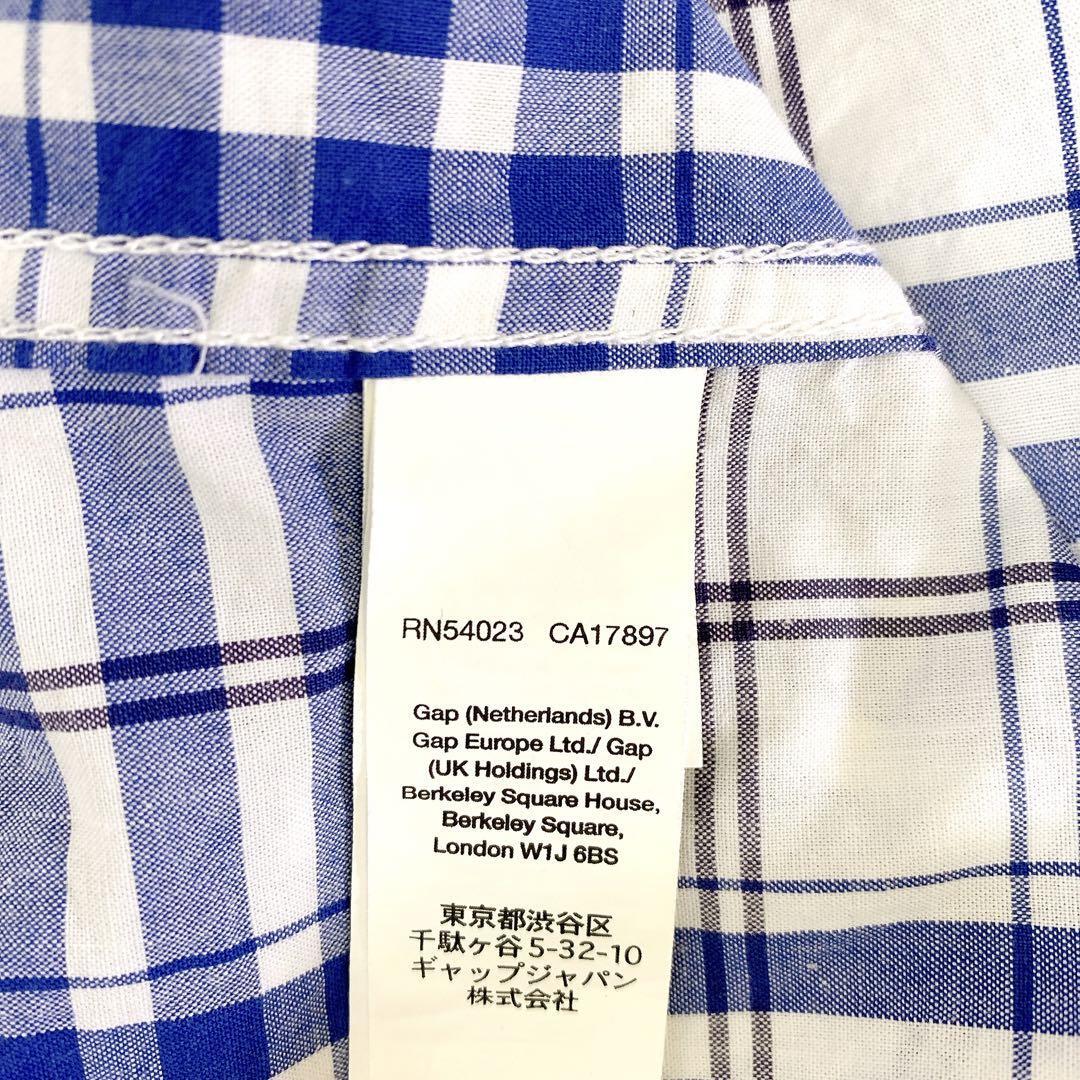 RN54023 CA17897
Gap (Netherlands) B.V.
Gap Europe Ltd./ Gap
(UK Holdings) Ltd./
Berkeley Square House,
Berkeley Square,
London W1J 6BS
東京都渋谷区
千駄ヶ谷5-32-10
ギャップジャパン
株式会社